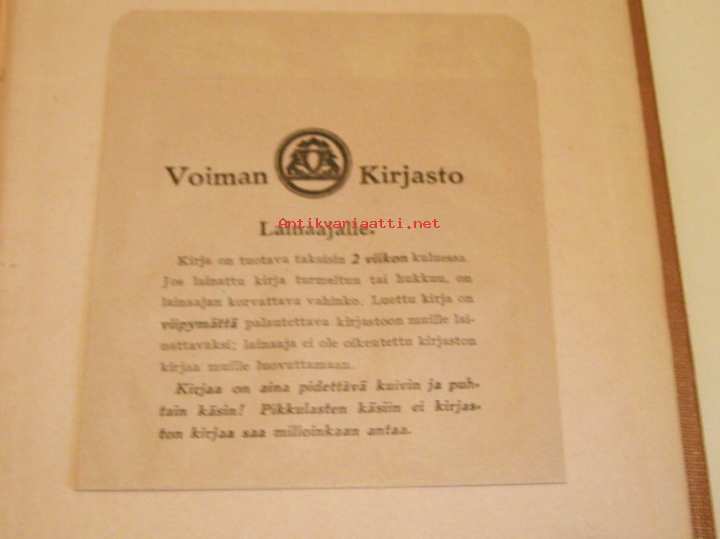 Voiman Kirjasto
Antikvariaatti.net
Lainaajalle.
Kirja on tuotava takaisin 2 viikon kuluessa.
Jos lainattu kirja turmeltuu tai hukkuu, on
lainaajan korvattava vahinko. Luettu kirja on
viipymättä palautettava kirjastoon muille lai-
nattavaksi; lainaaja ei ole oikeutettu kirjaston
kirjaa muille luovuttamaan.
Kirjaa on aina pidettävä kuivin ja puh-
tain käsin! Pikkulasten käsiin ei kirjas-
ton kirjaa saa milloinkaan antaa.